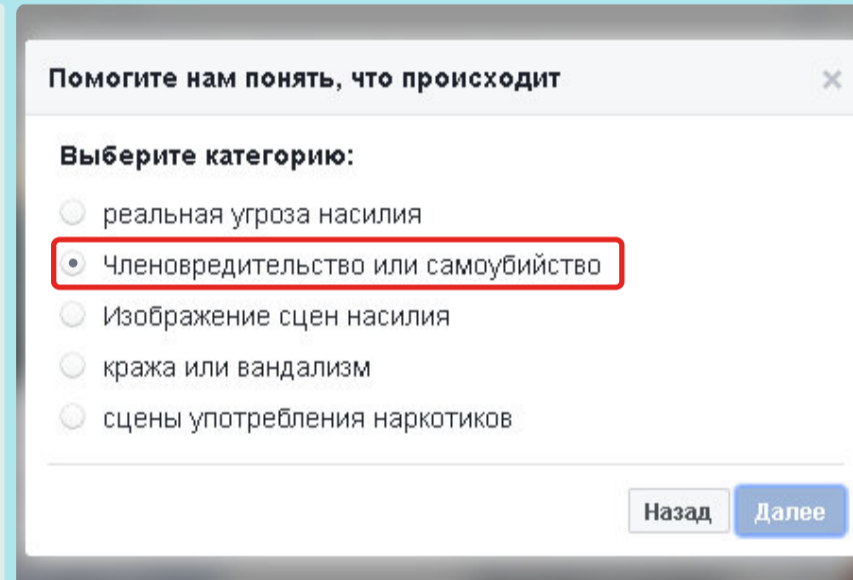 Помогите нам понять, что происходит
Выберите категорию:
реальная угроза насилия
Членовредительство или самоубийство
Изображение сцен насилия
кража или вандализм
сцены употребления наркотиков
Назад Далее